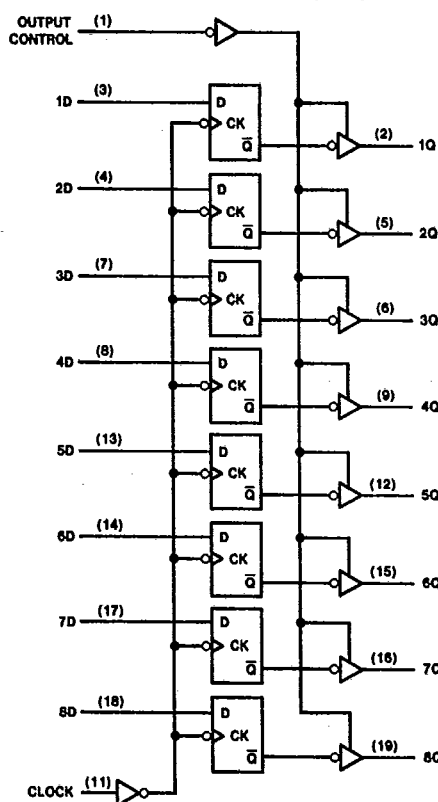 OUTPUT CONTROL (1)
1D (3) D
CK
Q̅ (2) 1Q
2D (4) D
CK
Q̅ (5) 2Q
3D (7) D
CK
Q̅ (6) 3Q
4D (8) D
CK
Q̅ (9) 4Q
5D (13) D
CK
Q̅ (12) 5Q
6D (14) D
CK
Q̅ (15) 6Q
7D (17) D
CK
Q̅ (16) 7Q
8D (18) D
CK
Q̅ (19) 8Q
CLOCK (11)